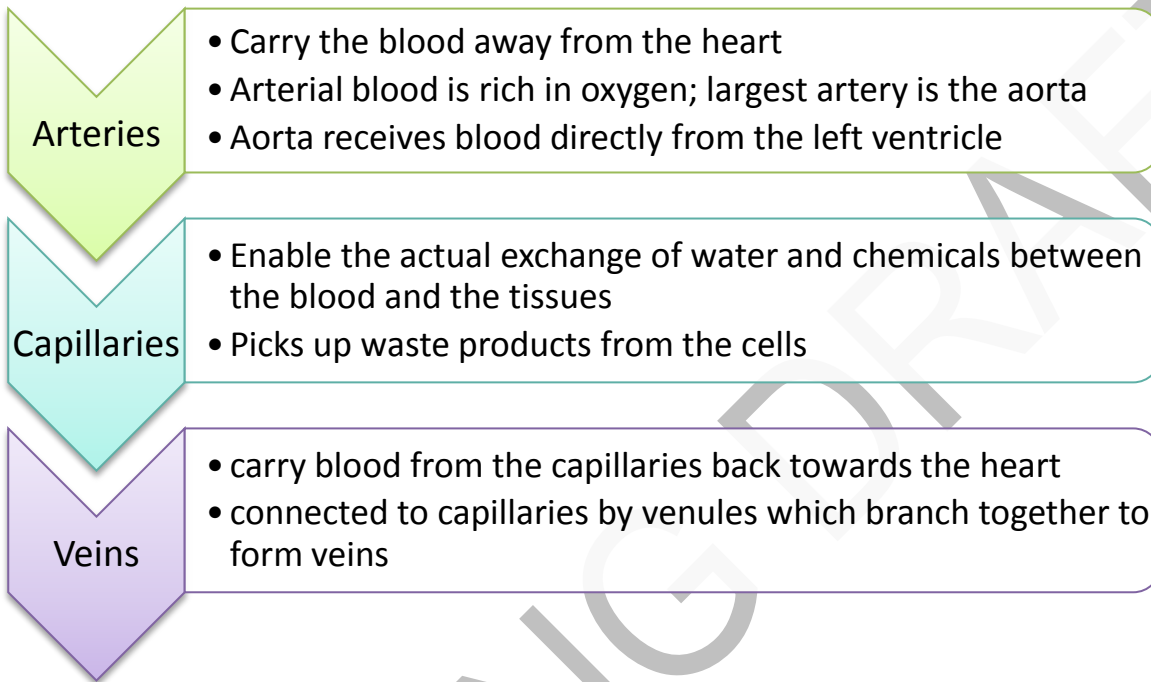 Arteries
• Carry the blood away from the heart
• Arterial blood is rich in oxygen; largest artery is the aorta
• Aorta receives blood directly from the left ventricle
Capillaries
• Enable the actual exchange of water and chemicals between
the blood and the tissues
• Picks up waste products from the cells
Veins
• carry blood from the capillaries back towards the heart
• connected to capillaries by venules which branch together to
form veins
NG DRAFT